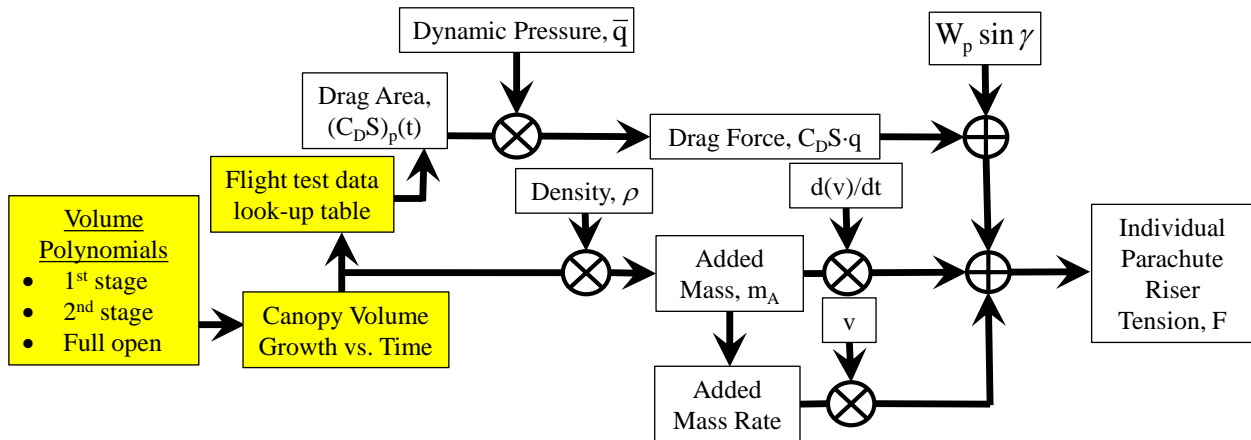 Dynamic Pressure, q̅
W_p sin γ
Drag Area,
(C_DS)_p(t)
Drag Force, C_DS·q
Flight test data
look-up table
Density, ρ
d(v)/dt
Volume
Polynomials
• 1st stage
• 2nd stage
• Full open
Canopy Volume
Growth vs. Time
Added
Mass, m_A
v
Added
Mass Rate
Individual
Parachute
Riser
Tension, F